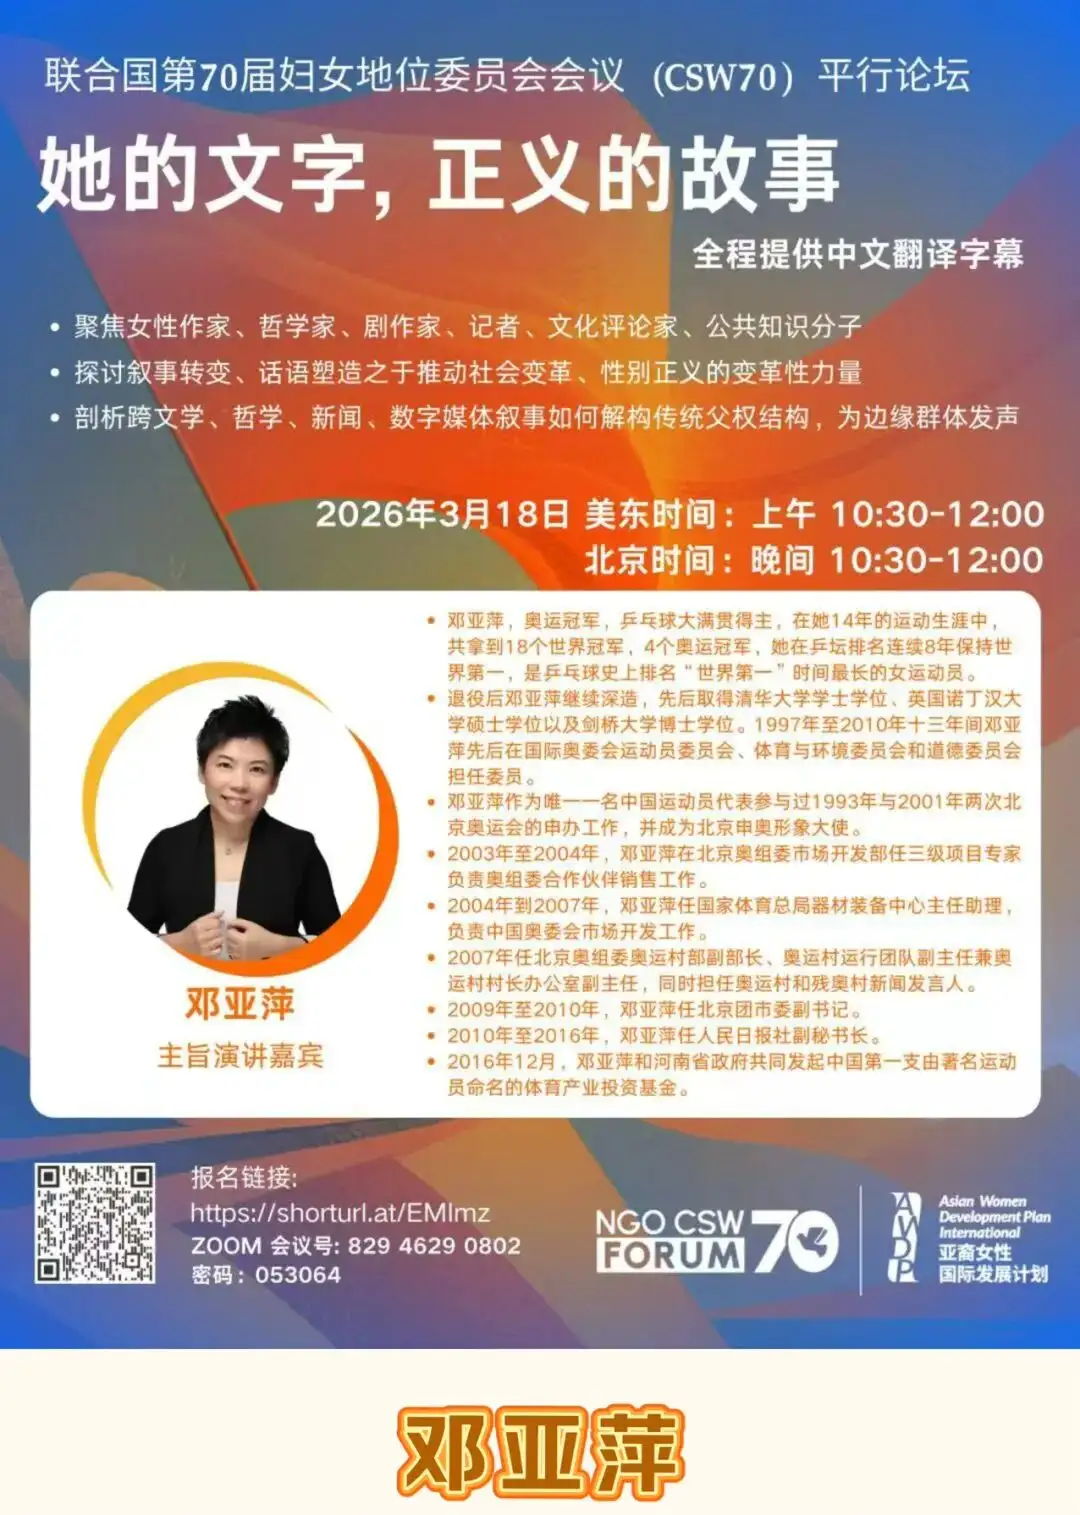 联合国第70届妇女地位委员会会议（CSW70）平行论坛
她的文字，正义的故事
全程提供中文翻译字幕
• 聚焦女性作家、哲学家、剧作家、记者、文化评论家、公共知识分子
• 探讨叙事转变、话语塑造之于推动社会变革、性别正义的变革性力量
• 剖析跨文学、哲学、新闻、数字媒体叙事如何解构传统父权结构，为边缘群体发声
2026年3月18日 美东时间：上午 10:30-12:00
北京时间：晚间 10:30-12:00
• 邓亚萍，奥运冠军，乒乓球大满贯得主，在她14年的运动生涯中，
共拿到18个世界冠军，4个奥运冠军，她在乒坛排名连续8年保持世
界第一，是乒乓球史上排名“世界第一”时间最长的女运动员。
• 退役后邓亚萍继续深造，先后取得清华大学学士学位、英国诺丁汉大
学硕士学位以及剑桥大学博士学位。1997年至2010年十三年间邓亚
萍先后在国际奥委会运动员委员会、体育与环境委员会和道德委员会
担任委员。
• 邓亚萍作为唯一一名中国运动员代表参与过1993年与2001年两次北
京奥运会的申办工作，并成为北京申奥形象大使。
• 2003年至2004年，邓亚萍在北京奥组委市场开发部任三级项目专家
负责奥组委合作伙伴销售工作。
• 2004年到2007年，邓亚萍任国家体育总局器材装备中心主任助理，
负责中国奥委会市场开发工作。
• 2007年任北京奥组委奥运村部副部长、奥运村运行团队副主任兼奥
运村村长办公室副主任，同时担任奥运村和残奥村新闻发言人。
• 2009年至2010年，邓亚萍任北京团市委副书记。
• 2010年至2016年，邓亚萍任人民日报社副秘书长。
• 2016年12月，邓亚萍和河南省政府共同发起中国第一支由著名运动
员命名的体育产业投资基金。
邓亚萍
主旨演讲嘉宾
报名链接:
https://shorturl.at/EMlmz
ZOOM 会议号: 829 4629 0802
密码：053064
NGO CSW
FORUM 70
AWDP
Asian Women
Development Plan
International
亚裔女性
国际发展计划
邓亚萍